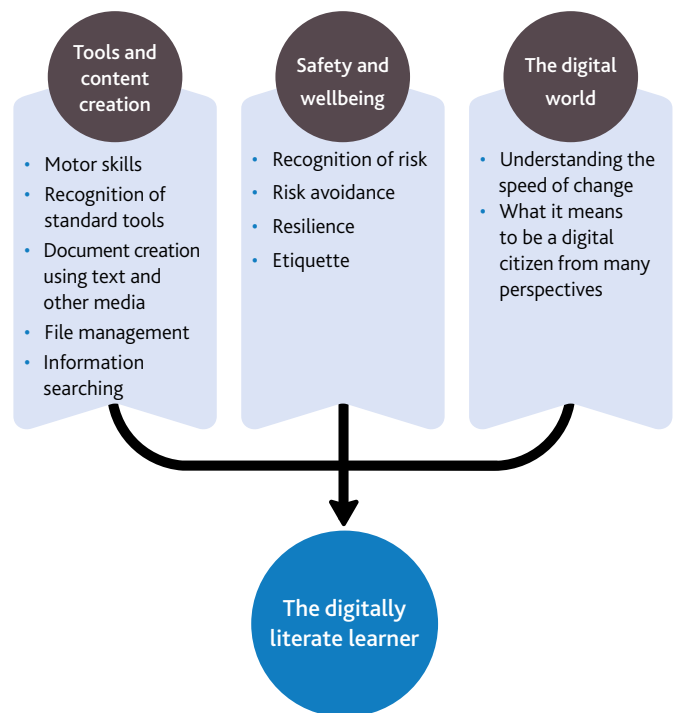 Tools and
content
creation
• Motor skills
• Recognition of
standard tools
• Document creation
using text and
other media
• File management
• Information
searching
Safety and
wellbeing
• Recognition of risk
• Risk avoidance
• Resilience
• Etiquette
The digital
world
• Understanding the
speed of change
• What it means
to be a digital
citizen from many
perspectives
The digitally
literate learner